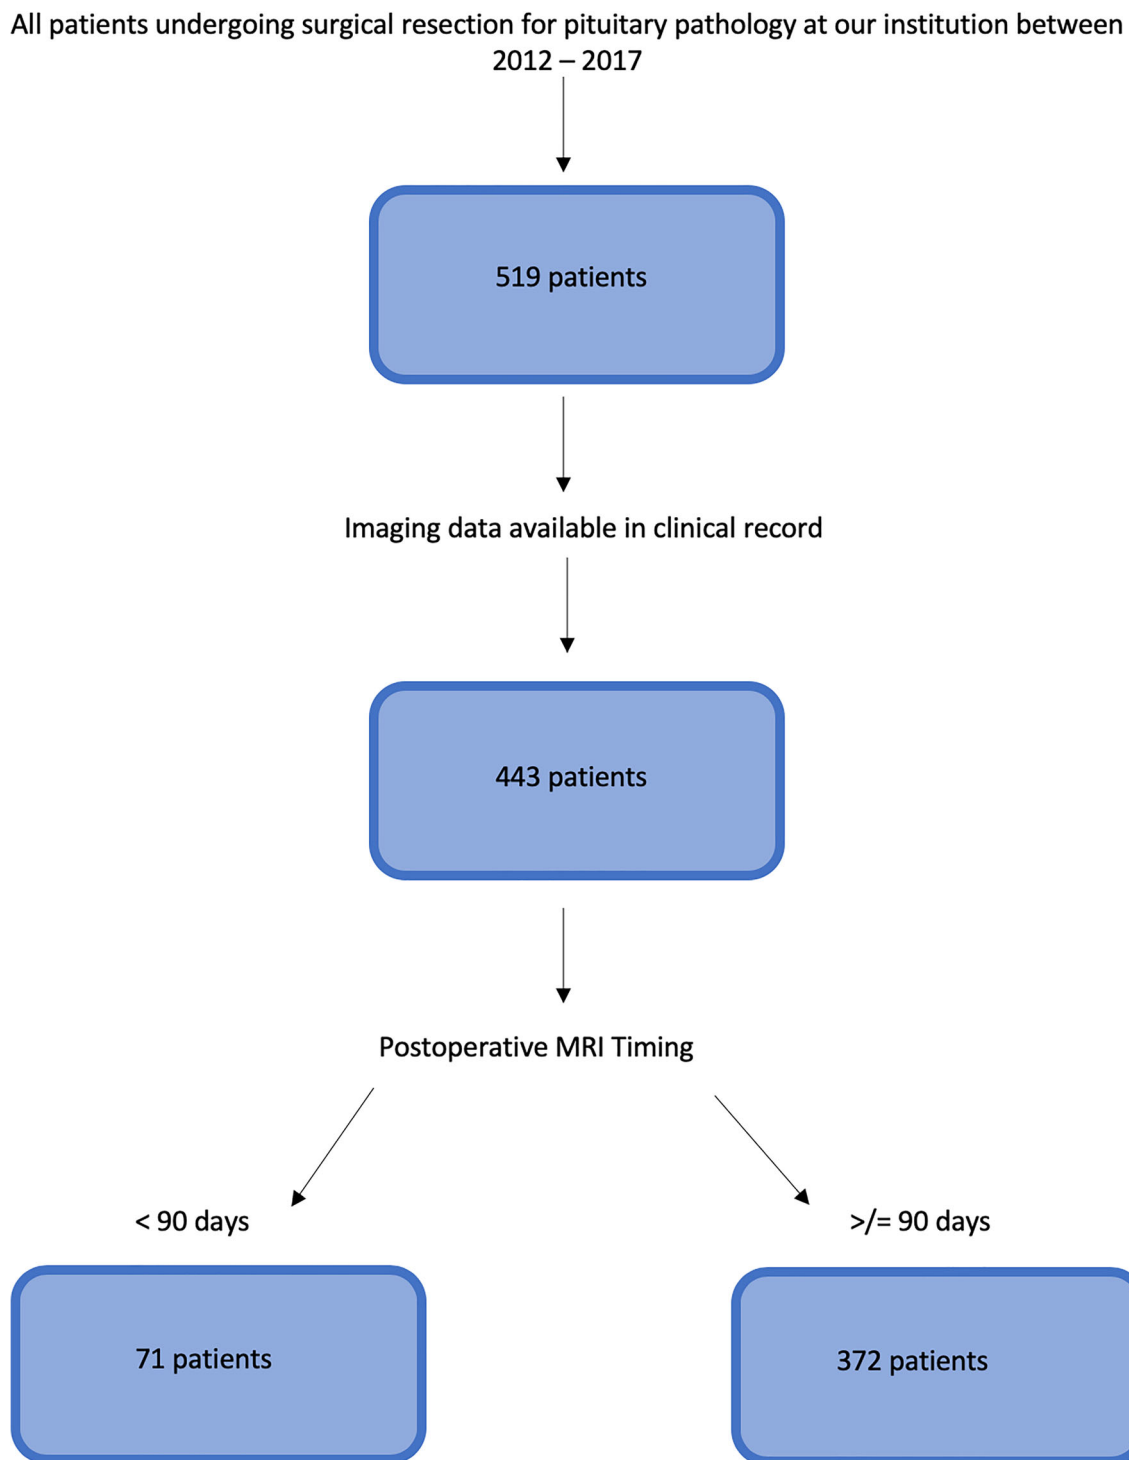 All patients undergoing surgical resection for pituitary pathology at our institution between
2012 – 2017
519 patients
Imaging data available in clinical record
443 patients
Postoperative MRI Timing
< 90 days
>/= 90 days
71 patients
372 patients